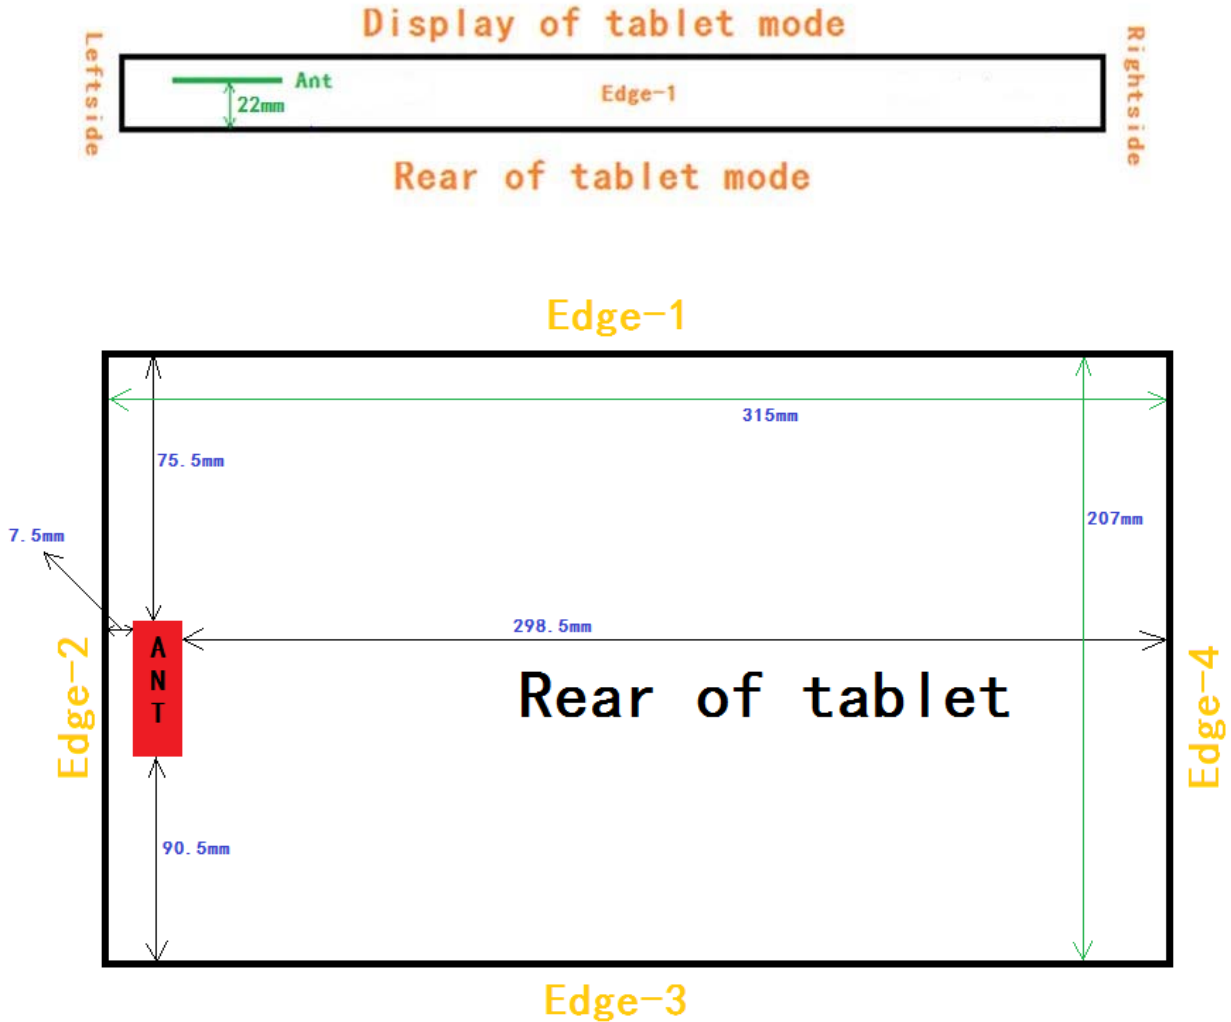 Display of tablet mode
Leftside
Rightside
Ant
Edge-1
22mm
Rear of tablet mode
Edge-1
315mm
75.5mm
207mm
7.5mm
298.5mm
ANT
Edge-2
Rear of tablet
Edge-4
90.5mm
Edge-3